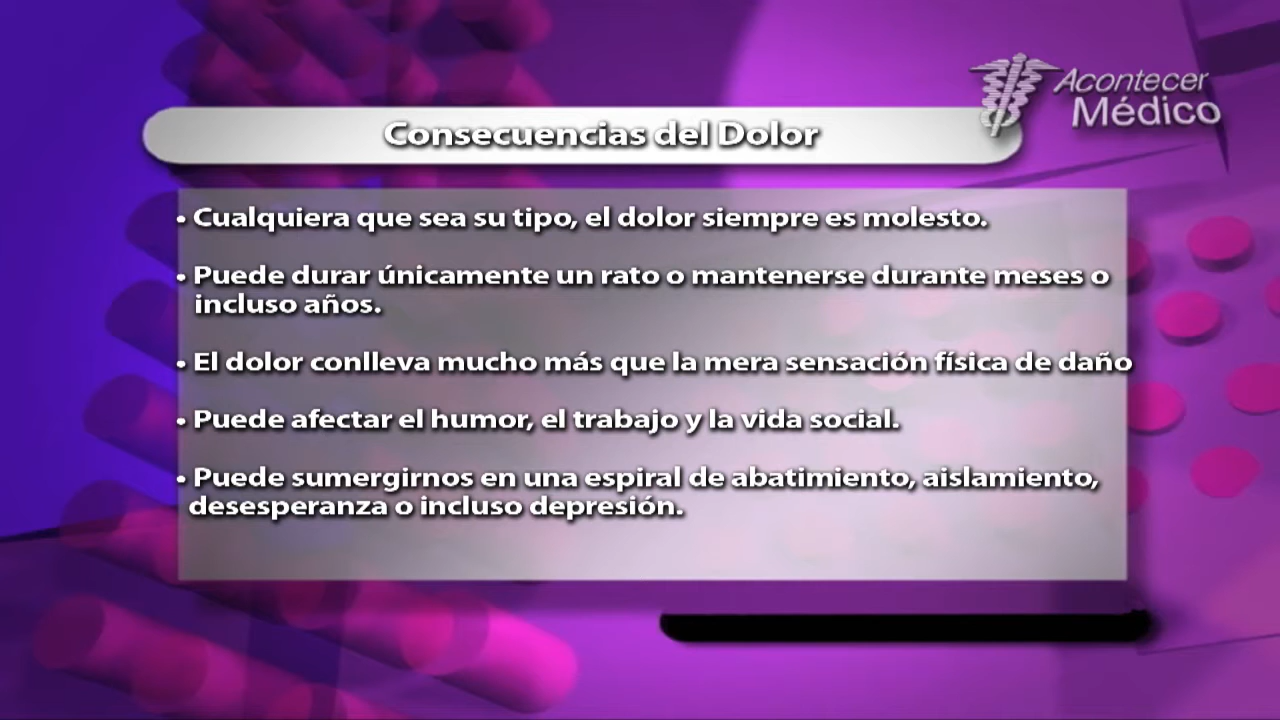 Acontecer
Médico
Consecuencias del Dolor
• Cualquiera que sea su tipo, el dolor siempre es molesto.
• Puede durar únicamente un rato o mantenerse durante meses o
incluso años.
• El dolor conlleva mucho más que la mera sensación física de daño
• Puede afectar el humor, el trabajo y la vida social.
• Puede sumergirnos en una espiral de abatimiento, aislamiento,
desesperanza o incluso depresión.